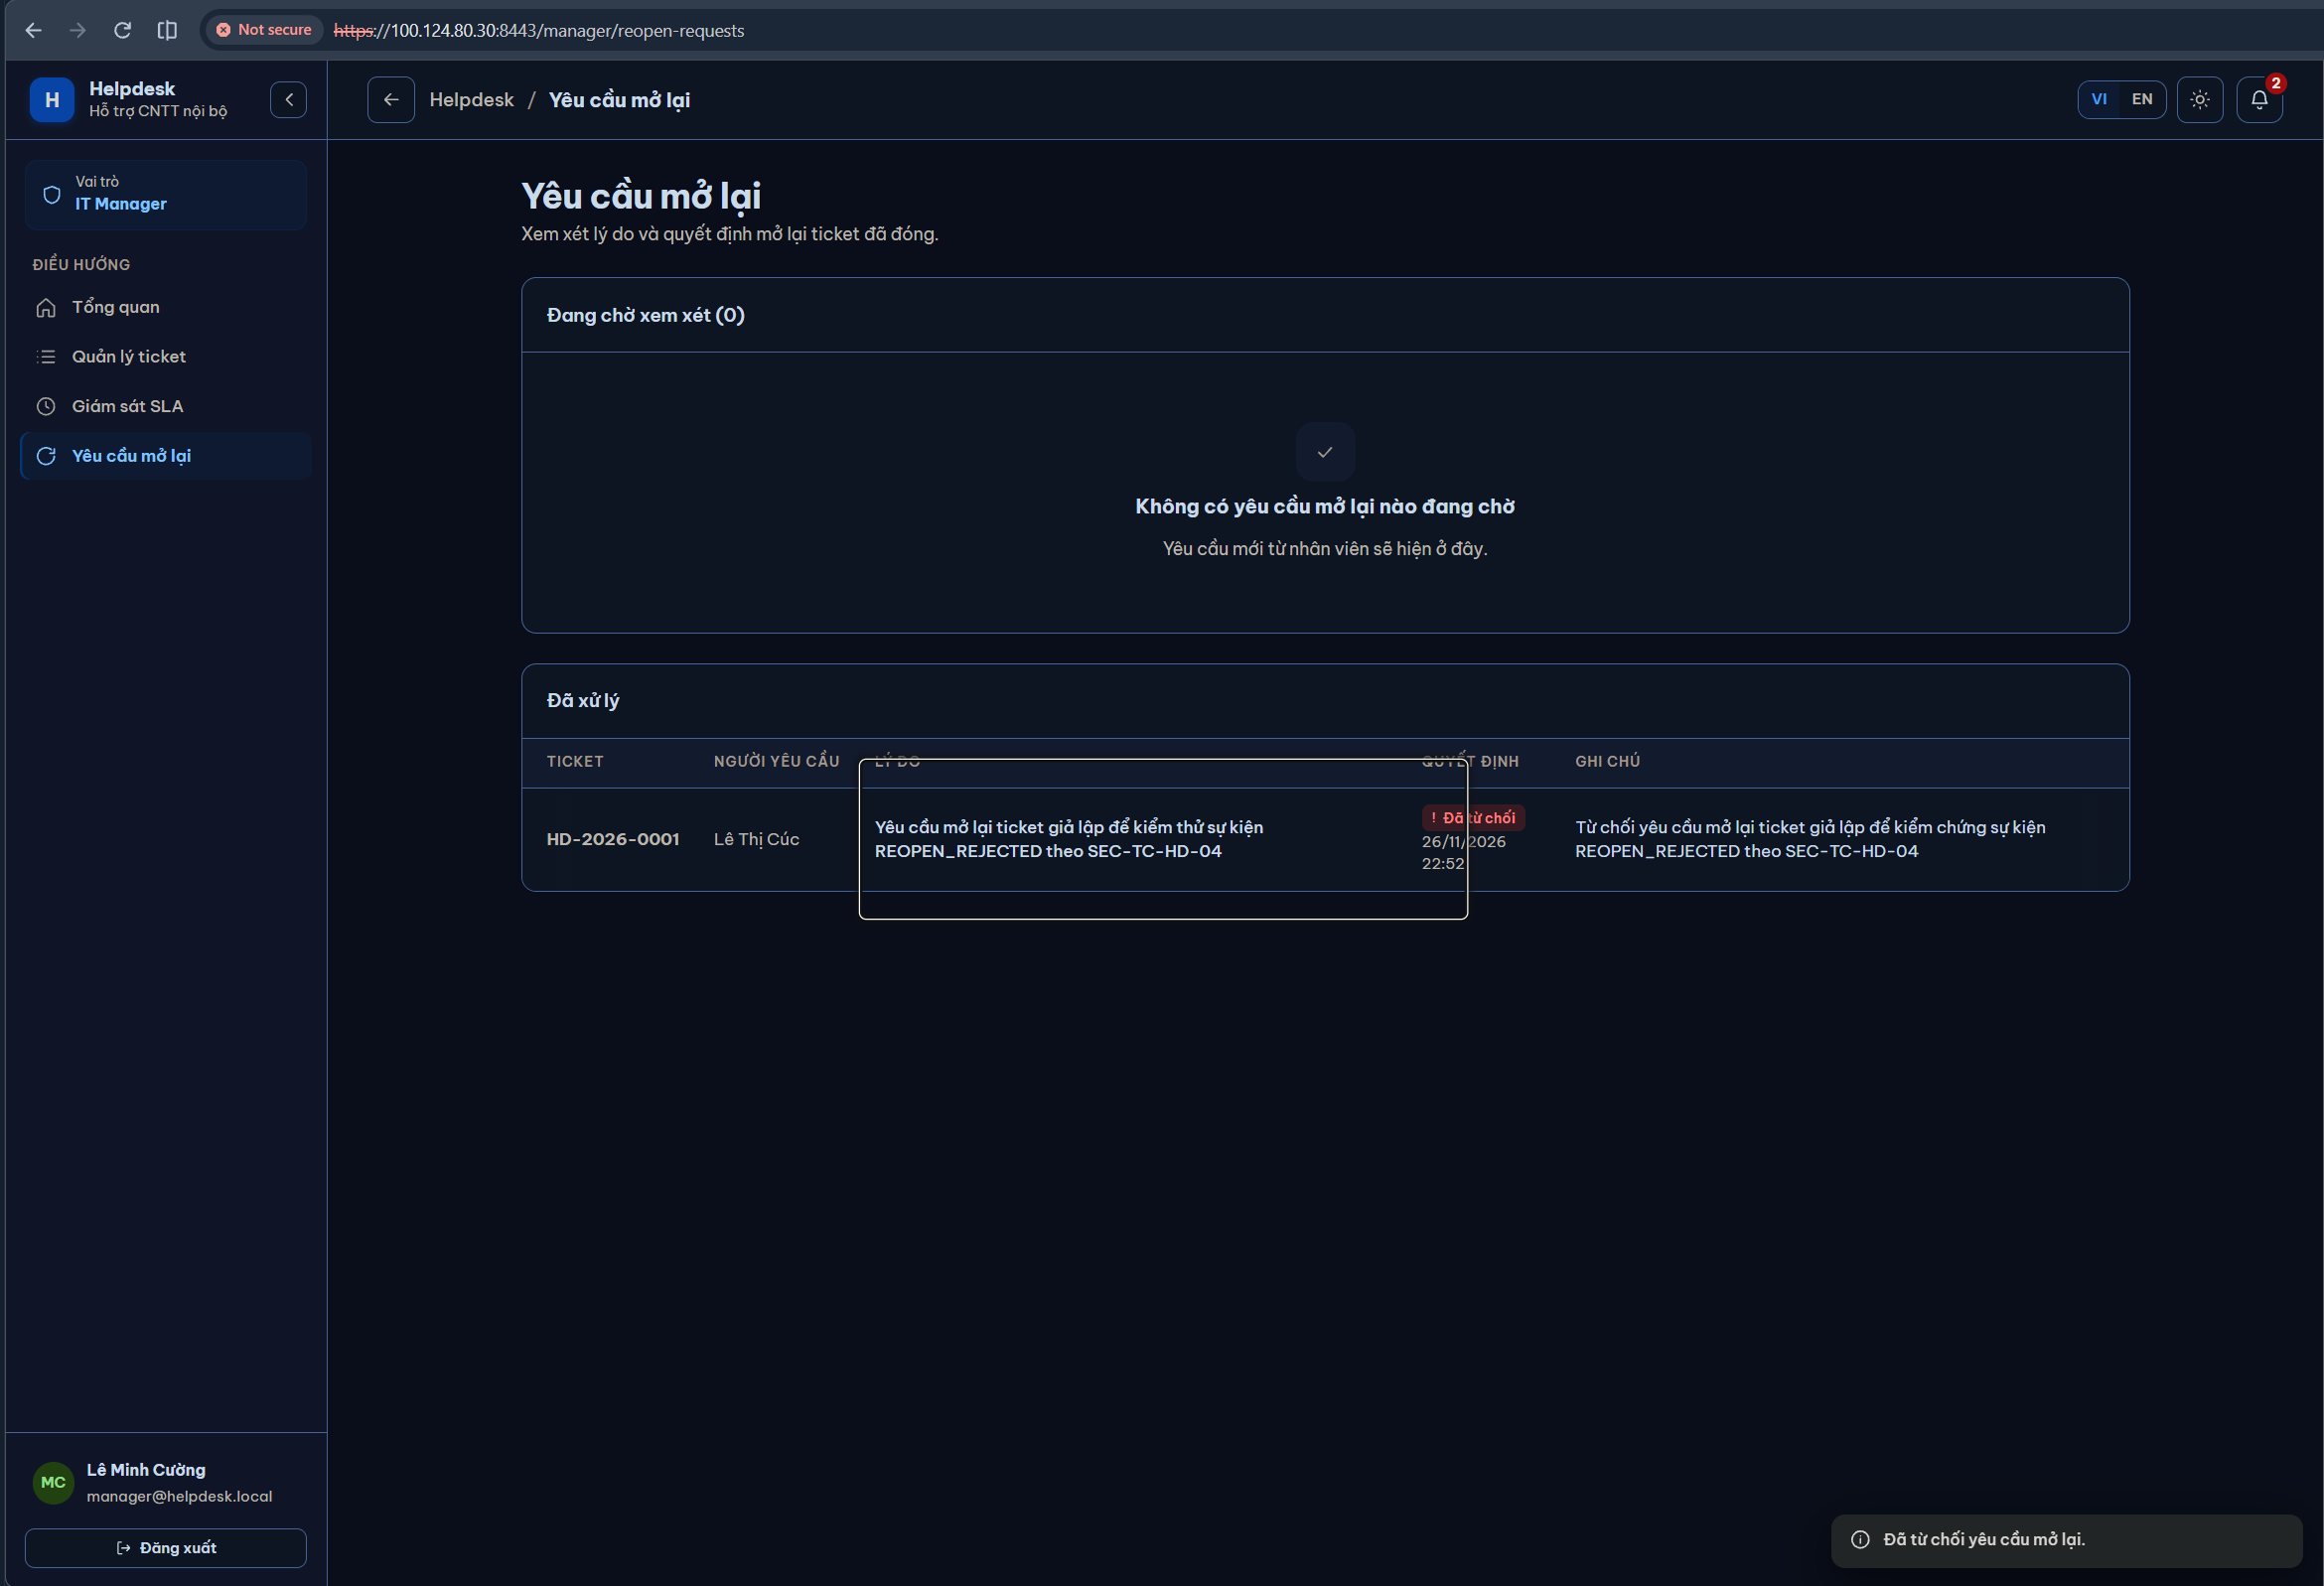 Not secure https://100.124.80.30:8443/manager/reopen-requests
H
Helpdesk
Hỗ trợ CNTT nội bộ
Helpdesk / Yêu cầu mở lại
VI EN
2
Vai trò
IT Manager
ĐIỀU HƯỚNG
Tổng quan
Quản lý ticket
Giám sát SLA
Yêu cầu mở lại
Yêu cầu mở lại
Xem xét lý do và quyết định mở lại ticket đã đóng.
Đang chờ xem xét (0)
Không có yêu cầu mở lại nào đang chờ
Yêu cầu mới từ nhân viên sẽ hiện ở đây.
Đã xử lý
TICKET NGƯỜI YÊU CẦU LÝ DO QUYẾT ĐỊNH GHI CHÚ
HD-2026-0001
Lê Thị Cúc
Yêu cầu mở lại ticket giả lập để kiểm thử sự kiện
REOPEN_REJECTED theo SEC-TC-HD-04
! Đã từ chối
26/11/2026
22:52
Từ chối yêu cầu mở lại ticket giả lập để kiểm chứng sự kiện
REOPEN_REJECTED theo SEC-TC-HD-04
MC
Lê Minh Cường
manager@helpdesk.local
Đăng xuất
Đã từ chối yêu cầu mở lại.